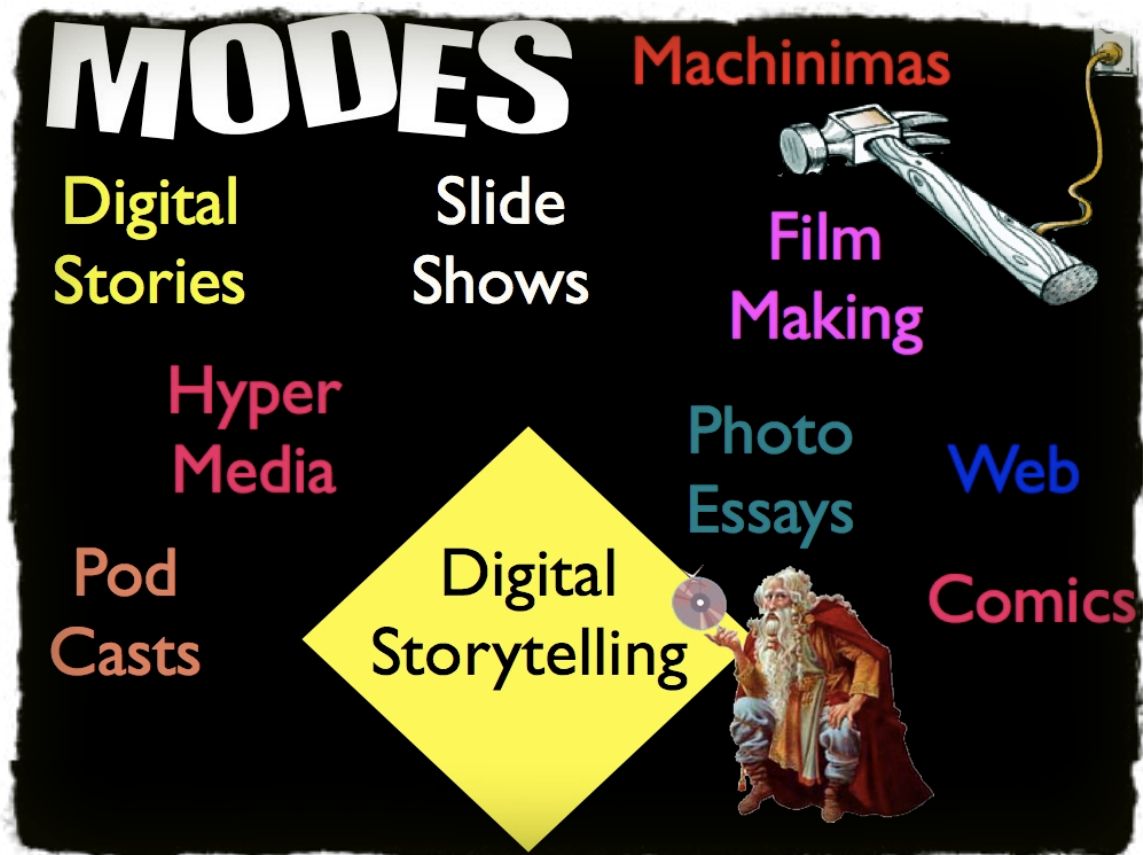 MODES
Machinimas
Digital
Stories
Slide
Shows
Film
Making
Hyper
Media
Photo
Essays
Web
Pod
Casts
Digital
Storytelling
Comics